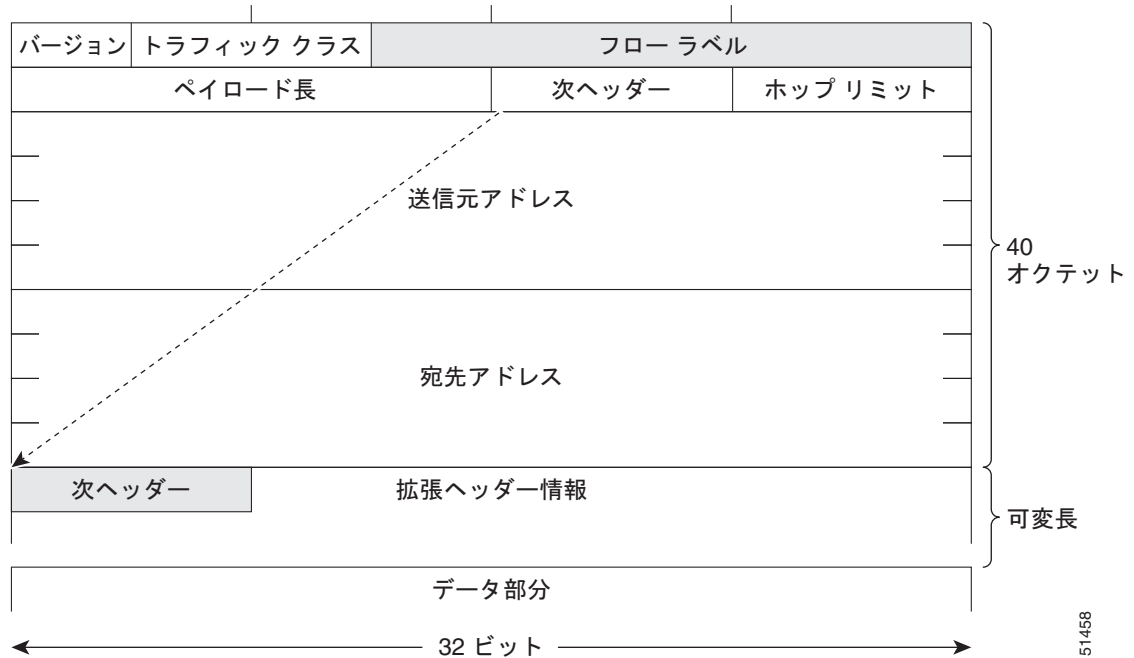 バージョン トラフィック クラス フロー ラベル
ペイロード長 次ヘッダー ホップ リミット
送信元アドレス
40
オクテット
宛先アドレス
次ヘッダー 拡張ヘッダー情報
可変長
データ部分
32 ビット
51458